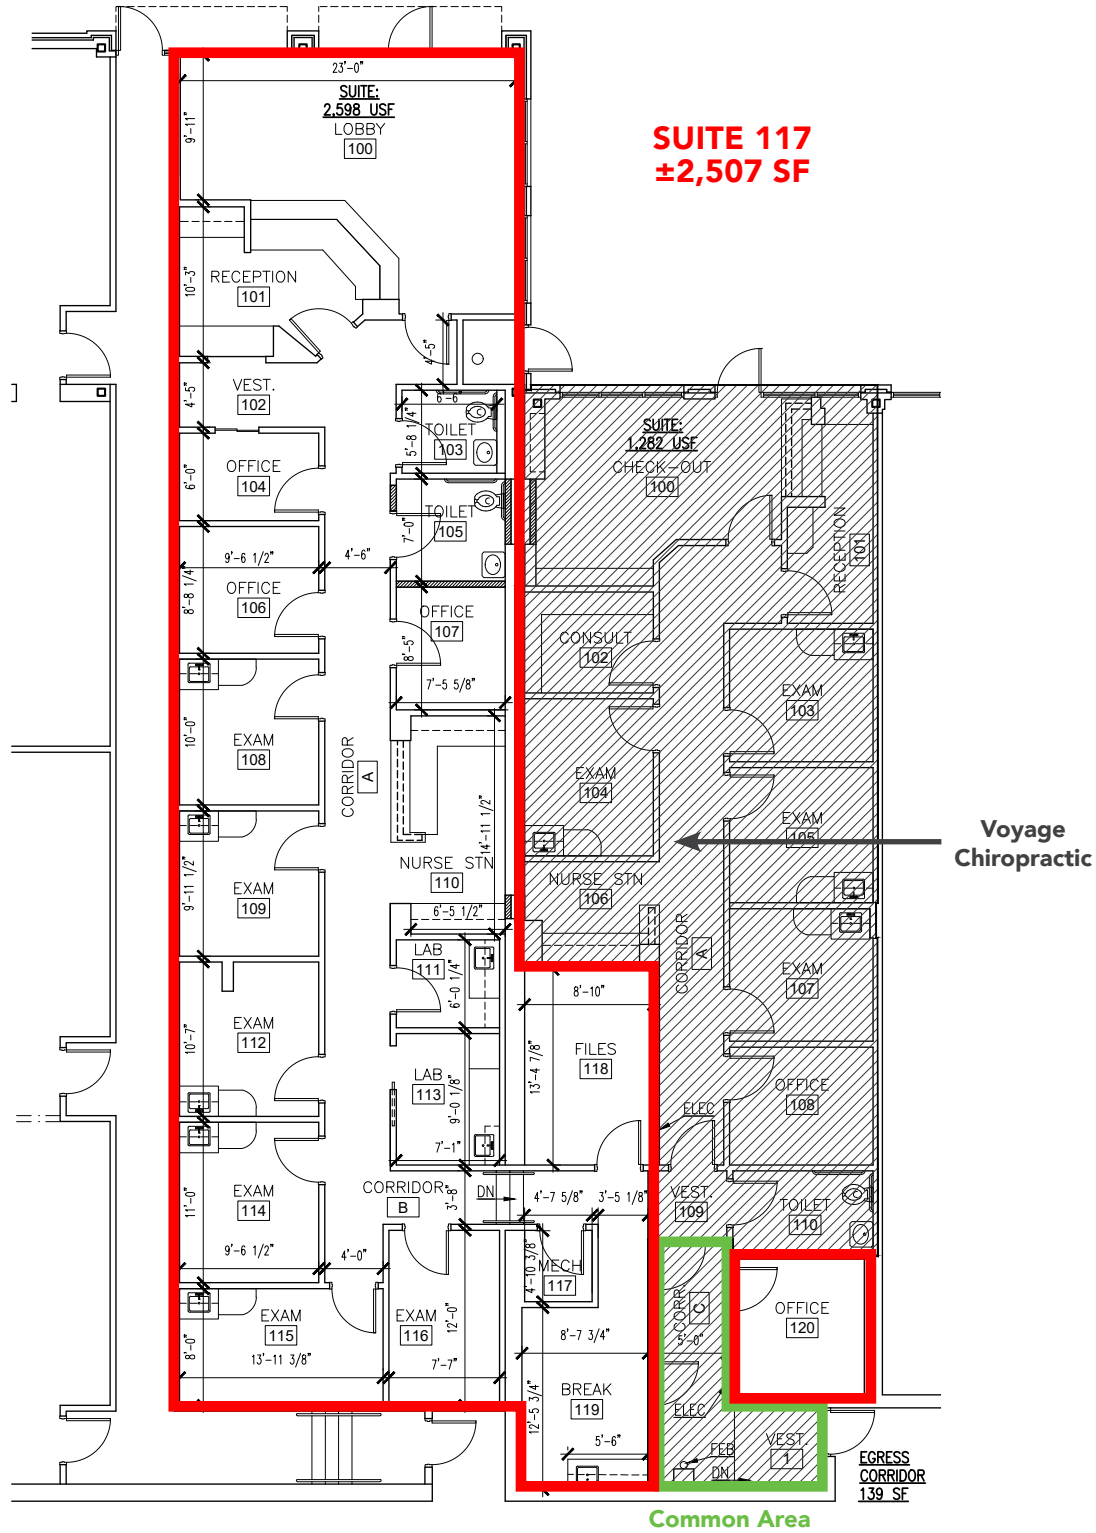 23'-0"
SUITE:
2,598 USF
LOBBY
100
9'-11"
SUITE 117
±2,507 SF
RECEPTION
101
10'-3"
4'-5"
VEST.
102
4'-5"
6'-6"
TOILET
103
5'-8 1/4"
SUITE:
1,282 USF
CHECK-OUT
100
OFFICE
104
6'-0"
TOILET
105
7'-0"
RECEPTION
101
9'-6 1/2"
4'-6"
OFFICE
106
8'-8 1/4"
OFFICE
107
8'-5"
7'-5 5/8"
CONSULT
102
EXAM
103
EXAM
108
10'-0"
CORRIDOR
A
EXAM
104
14'-11 1/2"
EXAM
105
Voyage
Chiropractic
NURSE STN
110
6'-5 1/2"
NURSE STN
106
EXAM
109
9'-11 1/2"
CORRIDOR
A
LAB
111
6'-0 1/4"
EXAM
107
8'-10"
EXAM
112
10'-7"
FILES
118
13'-4 7/8"
LAB
113
9'-0 1/8"
7'-1"
OFFICE
108
ELEC
EXAM
114
11'-0"
9'-6 1/2"
4'-0"
CORRIDOR
B
3'-8"
DN
4'-7 5/8"
3'-5 1/8"
VEST.
109
TOILET
110
MECH
117
4'-10 3/8"
CORR
C
5'-0"
OFFICE
120
EXAM
115
8'-0"
13'-11 3/8"
EXAM
116
12'-0"
7'-7"
8'-7 3/4"
BREAK
119
12'-5 3/4"
5'-6"
ELEC
FEB
DN
VEST.
1
EGRESS
CORRIDOR
139 SF
Common Area